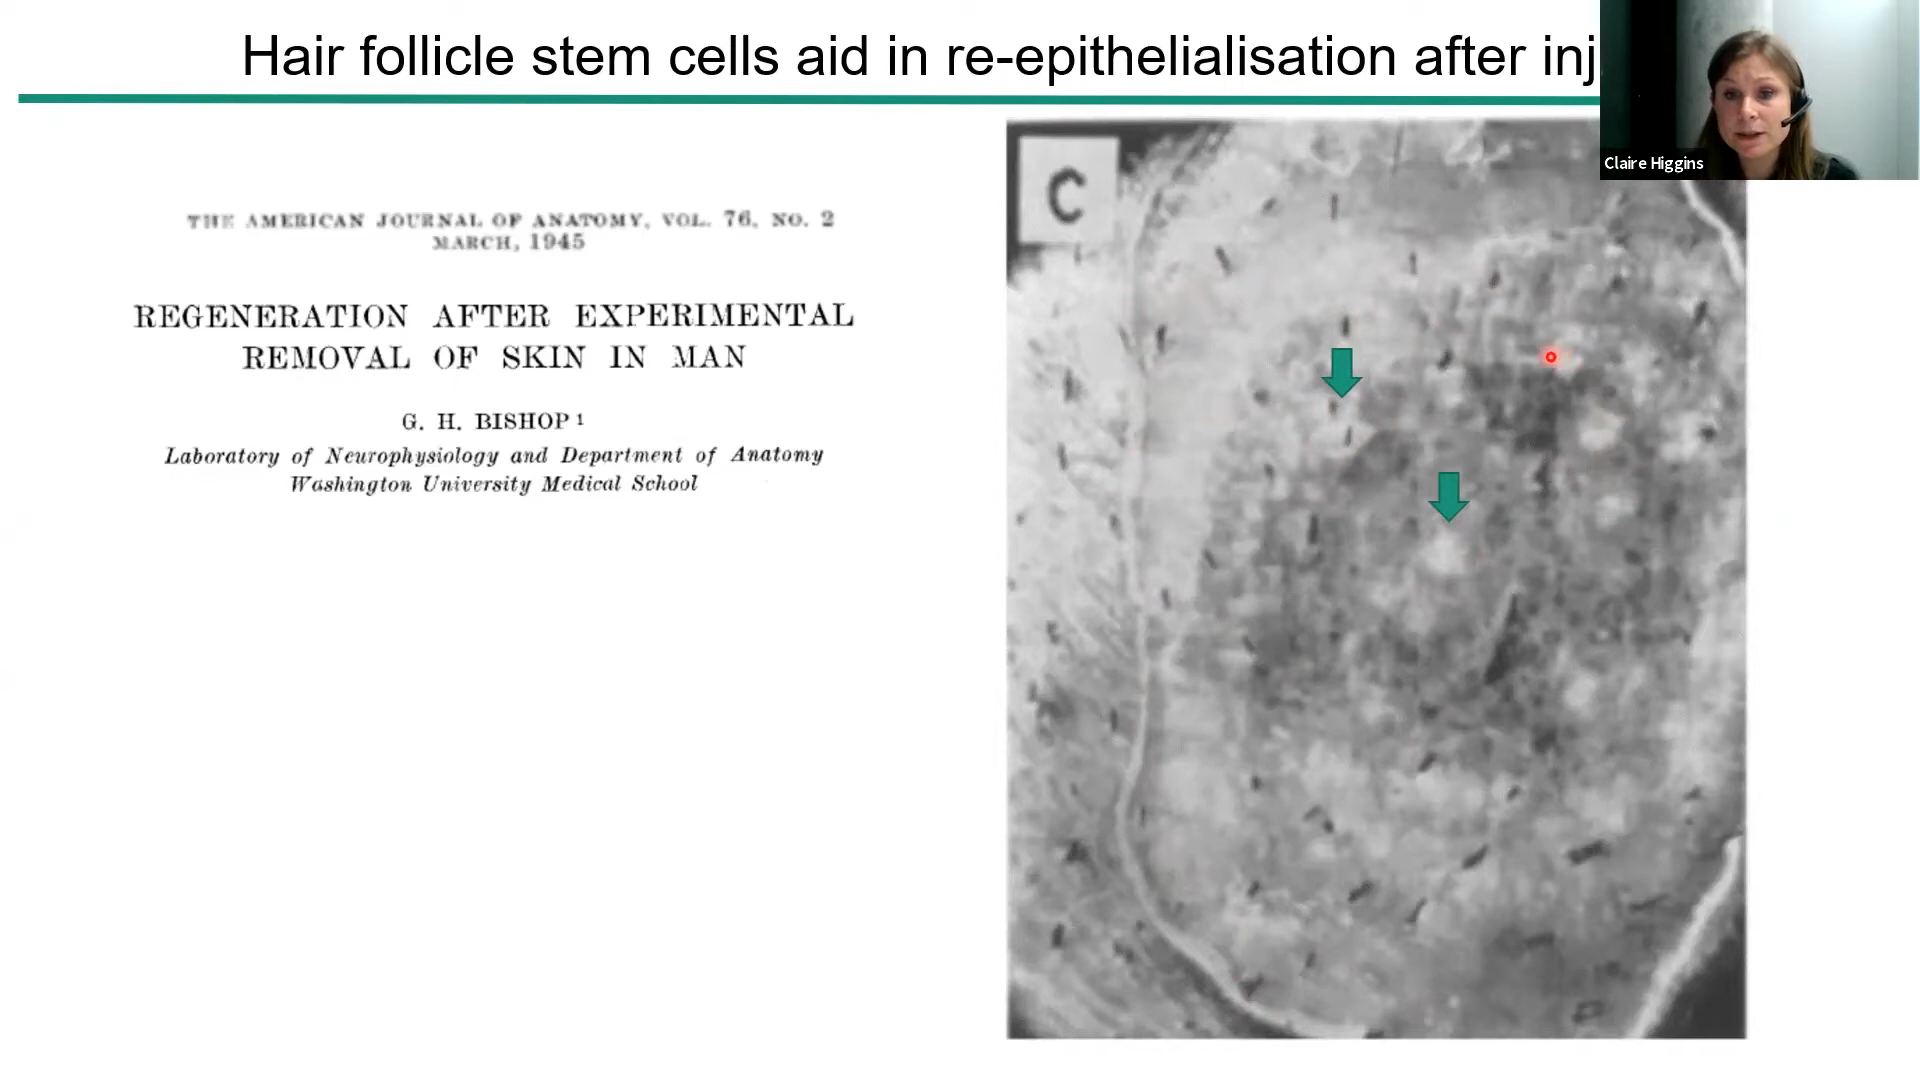 Hair follicle stem cells aid in re-epithelialisation after inj
Claire Higgins
THE AMERICAN JOURNAL OF ANATOMY, VOL. 76, NO. 2
MARCH, 1945
REGENERATION AFTER EXPERIMENTAL
REMOVAL OF SKIN IN MAN
G. H. BISHOP 1
Laboratory of Neurophysiology and Department of Anatomy
Washington University Medical School
C